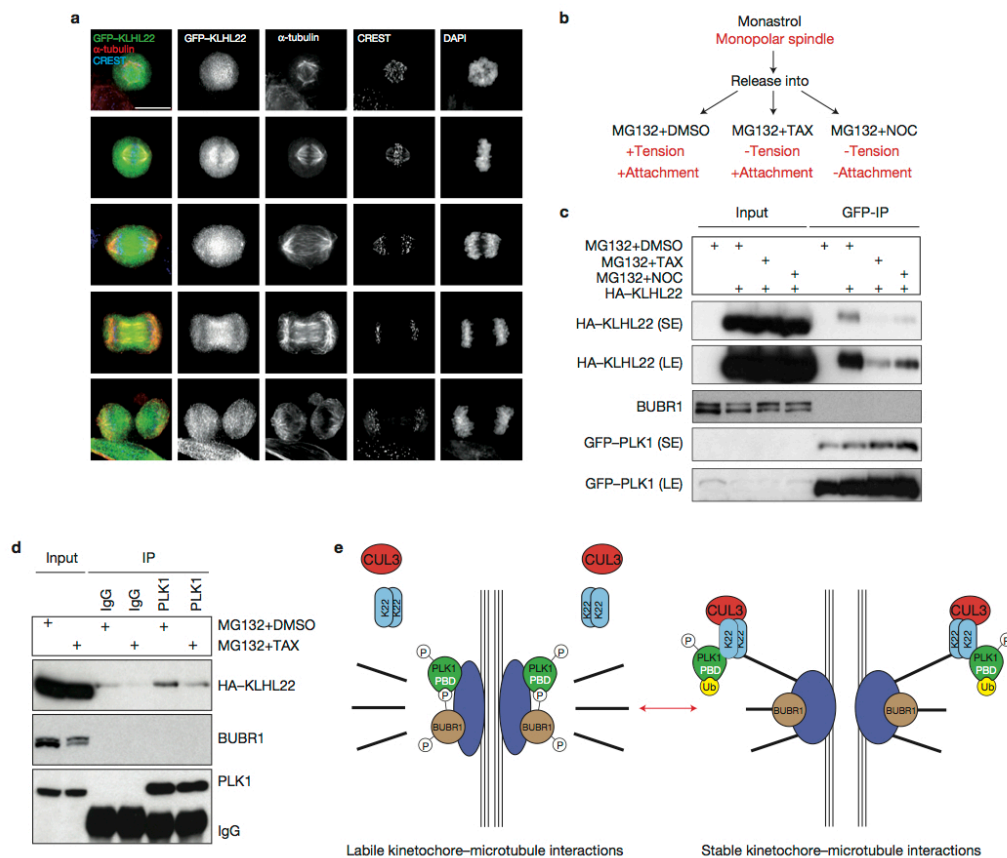 a
GFP–KLHL22
α-tubulin
CREST
GFP–KLHL22
α-tubulin
CREST
DAPI
b
Monastrol
Monopolar spindle
Release into
MG132+DMSO
+Tension
+Attachment
MG132+TAX
-Tension
+Attachment
MG132+NOC
-Tension
-Attachment
c
Input
GFP-IP
MG132+DMSO + + + +
MG132+TAX + +
MG132+NOC + +
HA–KLHL22 + + + + + +
HA–KLHL22 (SE)
HA–KLHL22 (LE)
BUBR1
GFP–PLK1 (SE)
GFP–PLK1 (LE)
d
Input
IP
IgG
IgG
PLK1
PLK1
+ + + MG132+DMSO
+ + + MG132+TAX
HA–KLHL22
BUBR1
PLK1
IgG
e
CUL3
K22
K22
CUL3
K22
K22
P
PLK1
PBD
P
BUBR1
P
P
PLK1
PBD
P
BUBR1
P
Labile kinetochore–microtubule interactions
CUL3
K22
K22
P
PLK1
PBD
Ub
BUBR1
CUL3
K22
K22
P
PLK1
PBD
Ub
BUBR1
Stable kinetochore–microtubule interactions